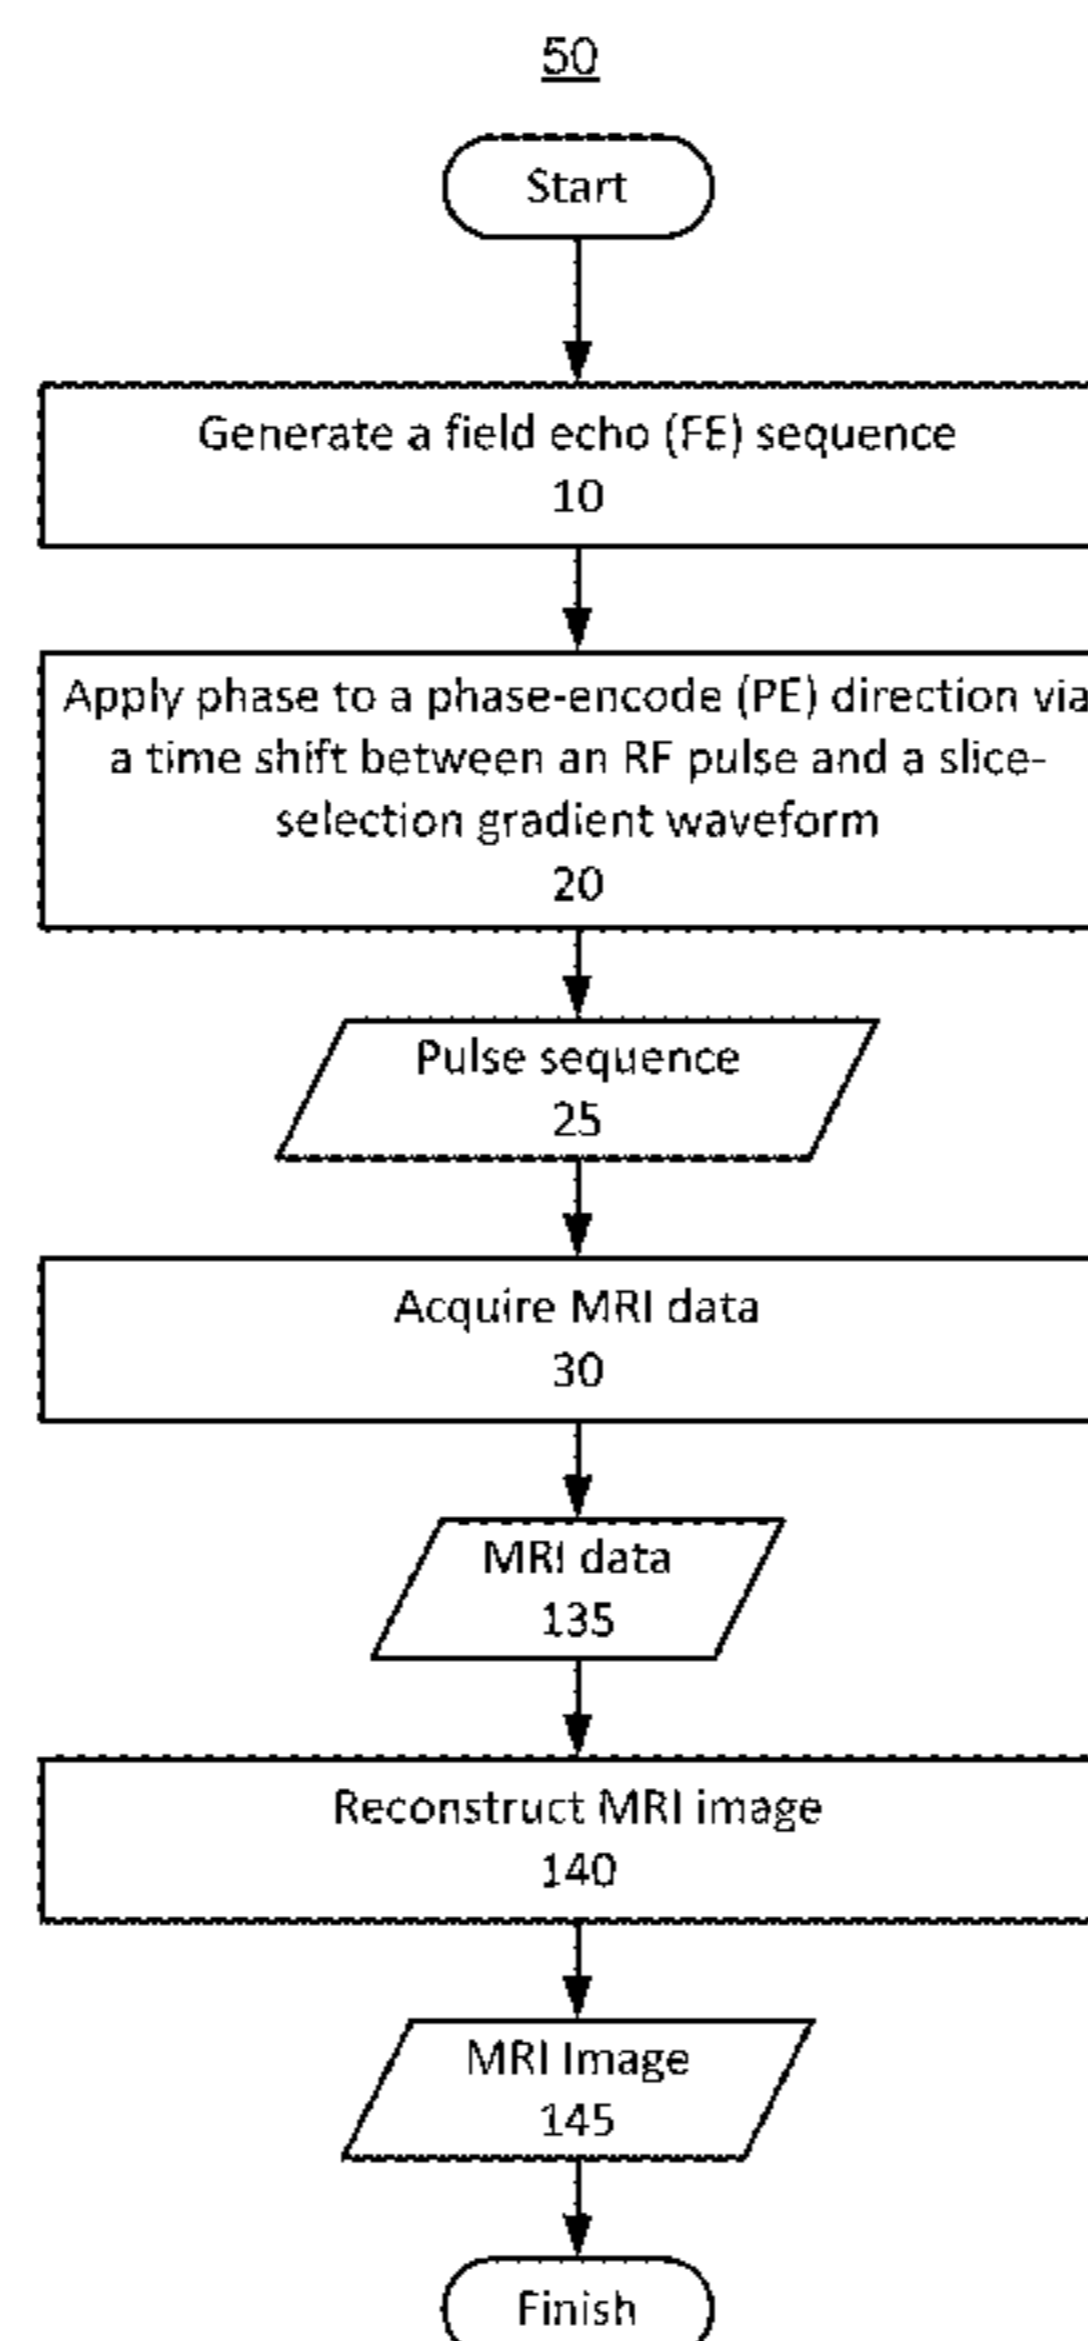 50
Start
Generate a field echo (FE) sequence
10
Apply phase to a phase-encode (PE) direction via
a time shift between an RF pulse and a slice-
selection gradient waveform
20
Pulse sequence
25
Acquire MRI data
30
MRI data
135
Reconstruct MRI image
140
MRI Image
145
Finish